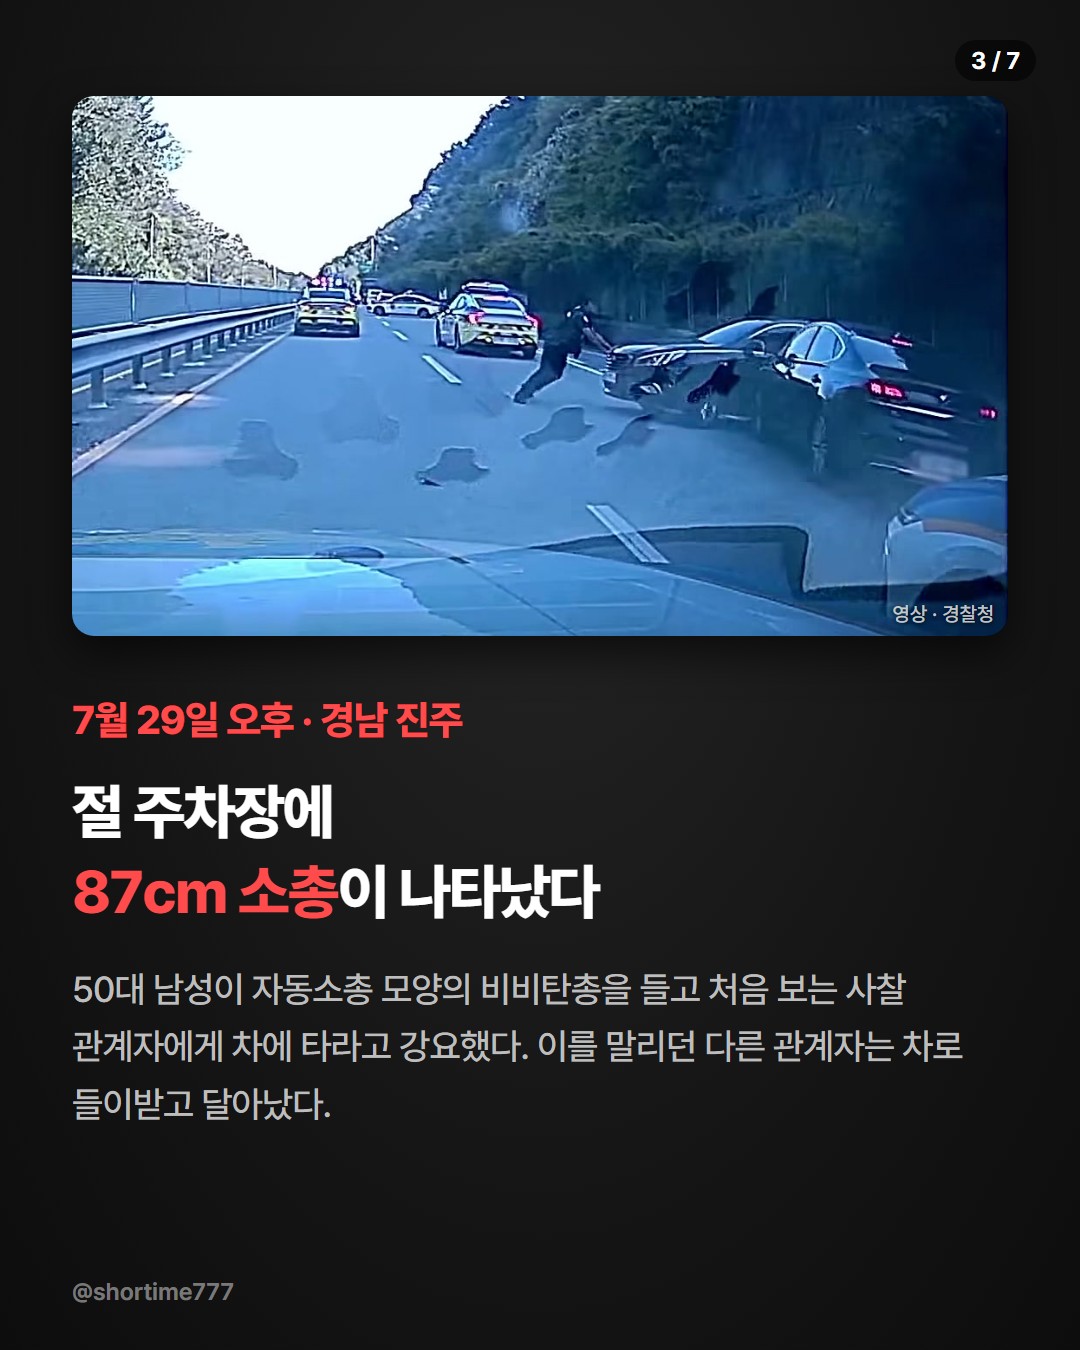 3 / 7
영상 · 경찰청
7월 29일 오후 · 경남 진주
절 주차장에
87cm 소총이 나타났다
50대 남성이 자동소총 모양의 비비탄총을 들고 처음 보는 사찰
관계자에게 차에 타라고 강요했다. 이를 말리던 다른 관계자는 차로
들이받고 달아났다.
@shortime777